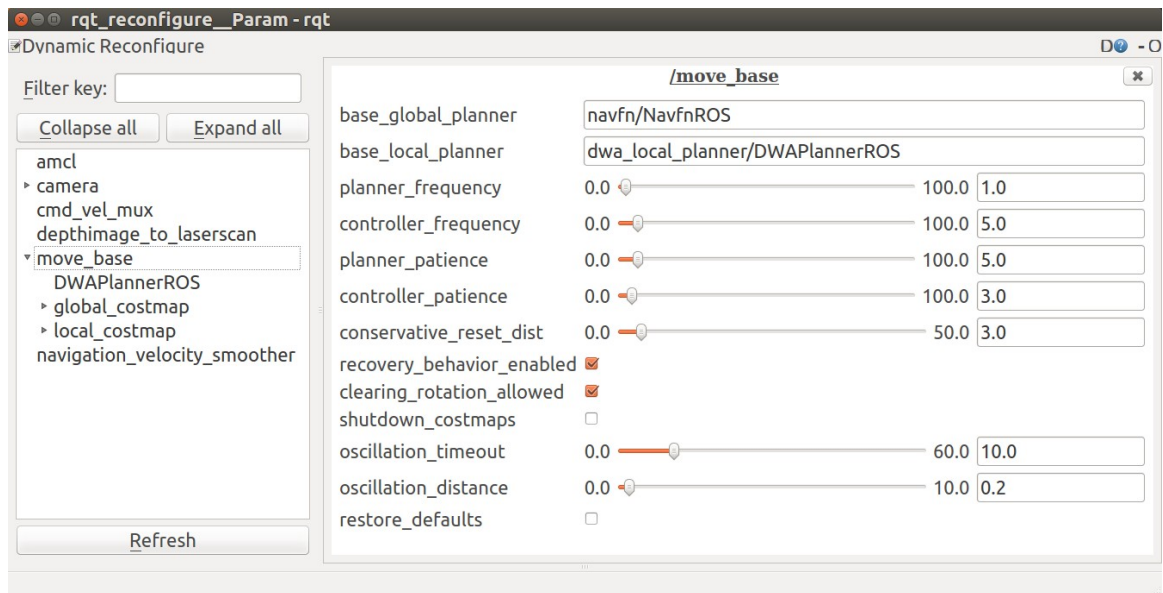 rqt_reconfigure__Param - rqt
Dynamic Reconfigure D? - O
Filter key:
Collapse all Expand all
amcl
camera
cmd_vel_mux
depthimage_to_laserscan
move_base
DWAPlannerROS
global_costmap
local_costmap
navigation_velocity_smoother
Refresh
/move_base
base_global_planner navfn/NavfnROS
base_local_planner dwa_local_planner/DWAPlannerROS
planner_frequency 0.0 100.0 1.0
controller_frequency 0.0 100.0 5.0
planner_patience 0.0 100.0 5.0
controller_patience 0.0 100.0 3.0
conservative_reset_dist 0.0 50.0 3.0
recovery_behavior_enabled
clearing_rotation_allowed
shutdown_costmaps
oscillation_timeout 0.0 60.0 10.0
oscillation_distance 0.0 10.0 0.2
restore_defaults